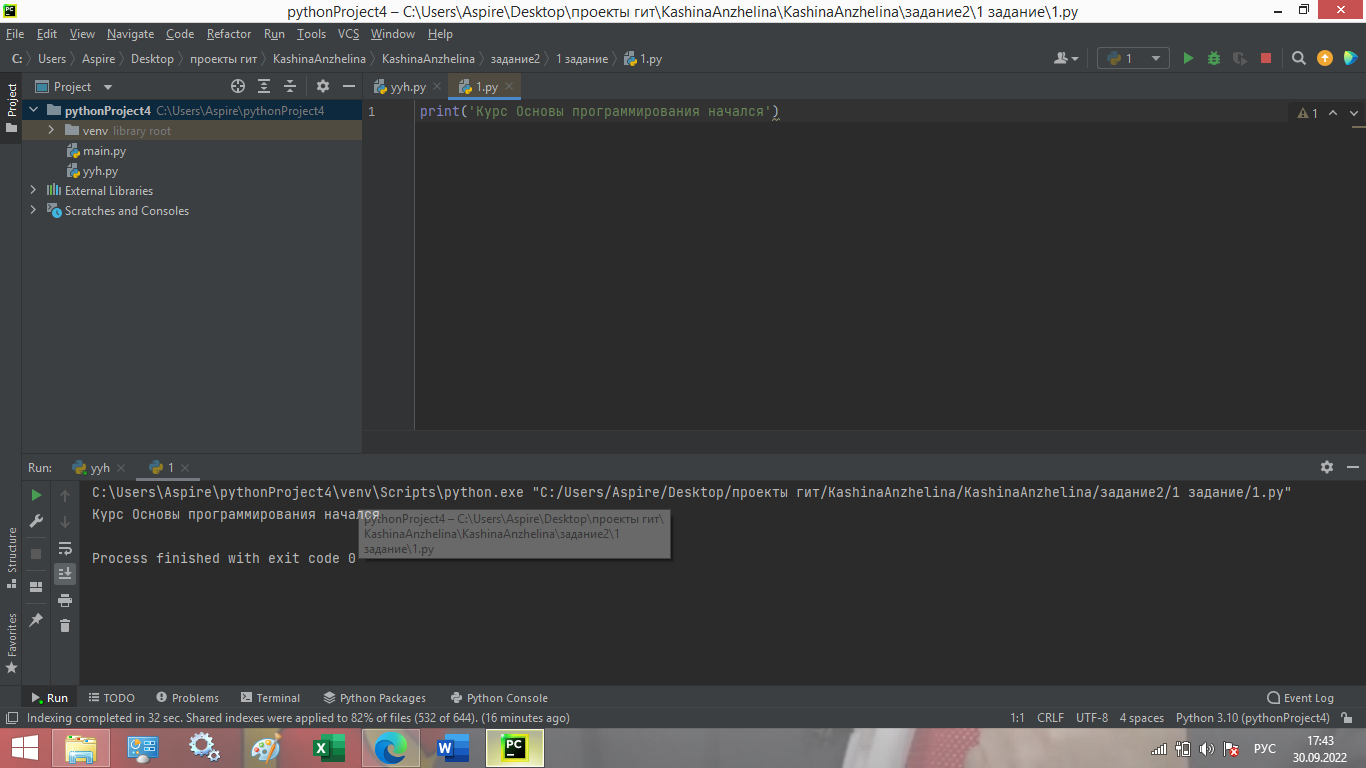 pythonProject4 – C:\Users\Aspire\Desktop\проекты гит\KashinaAnzhelina\KashinaAnzhelina\задание2\1 задание\1.py
File Edit View Navigate Code Refactor Run Tools VCS Window Help
C: Users Aspire Desktop проекты гит KashinaAnzhelina KashinaAnzhelina задание2 1 задание 1.py
1
Project
yyh.py
1.py
Project
pythonProject4 C:\Users\Aspire\pythonProject4
venv library root
main.py
yyh.py
External Libraries
Scratches and Consoles
1
print('Курс Основы программирования начался')
1
Run:
yyh
1
C:\Users\Aspire\pythonProject4\venv\Scripts\python.exe "C:/Users/Aspire/Desktop/проекты гит/KashinaAnzhelina/KashinaAnzhelina/задание2/1 задание/1.py"
Курс Основы программирования начался
pythonProject4 – C:\Users\Aspire\Desktop\проекты гит\
KashinaAnzhelina\KashinaAnzhelina\задание2\1
задание\1.py
Process finished with exit code 0
Structure
Favorites
Run TODO Problems Terminal Python Packages Python Console Event Log
Indexing completed in 32 sec. Shared indexes were applied to 82% of files (532 of 644). (16 minutes ago) 1:1 CRLF UTF-8 4 spaces Python 3.10 (pythonProject4)
РУС
17:43
30.09.2022